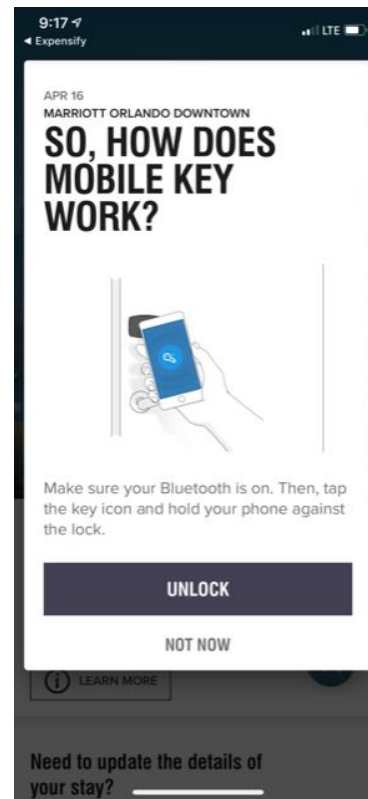 9:17
LTE
◀ Expensify
APR 16
MARRIOTT ORLANDO DOWNTOWN
SO, HOW DOES
MOBILE KEY
WORK?
Make sure your Bluetooth is on. Then, tap
the key icon and hold your phone against
the lock.
UNLOCK
NOT NOW
LEARN MORE
Need to update the details of
your stay?